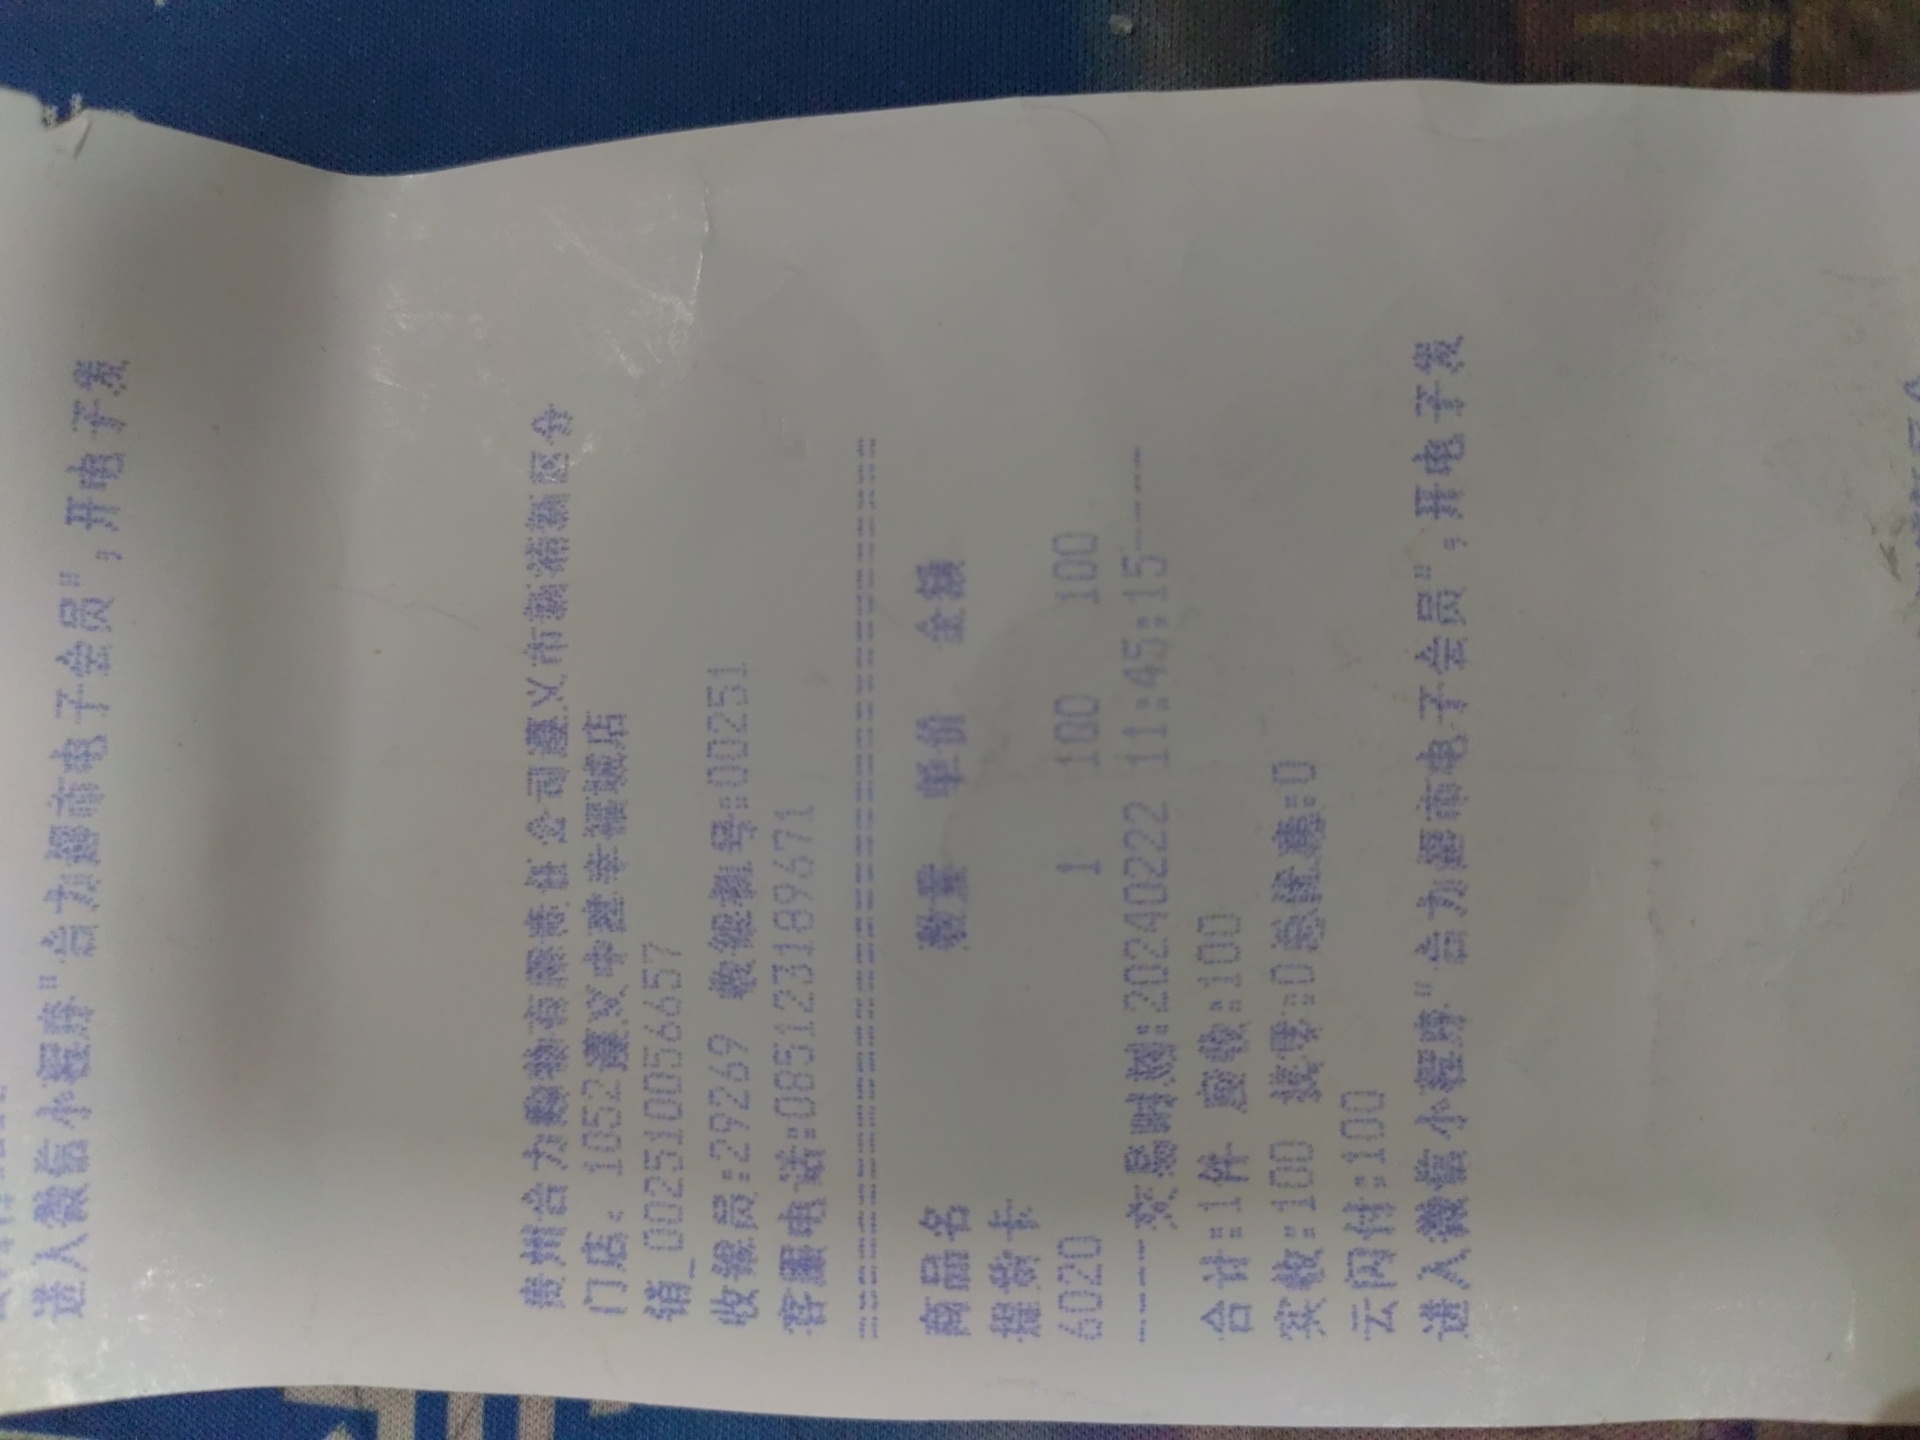 进入微信小程序"合力超市电子会员",开电子发
贵州合力购物有限责任公司遵义市新蒲新区分
门店: 1052遵义中建幸福城店
销_002510056657
收银员:29269 收银机号:00251
客服电话:085123189671
================================
商品名 数量 单价 金额
提货卡
6020 1 100 100
----交易时刻:20240222 11:45:15----
合计:1件 应收:100
实收:100 找零:0总优惠:0
云闪付:100
进入微信小程序"合力超市电子会员",开电子发